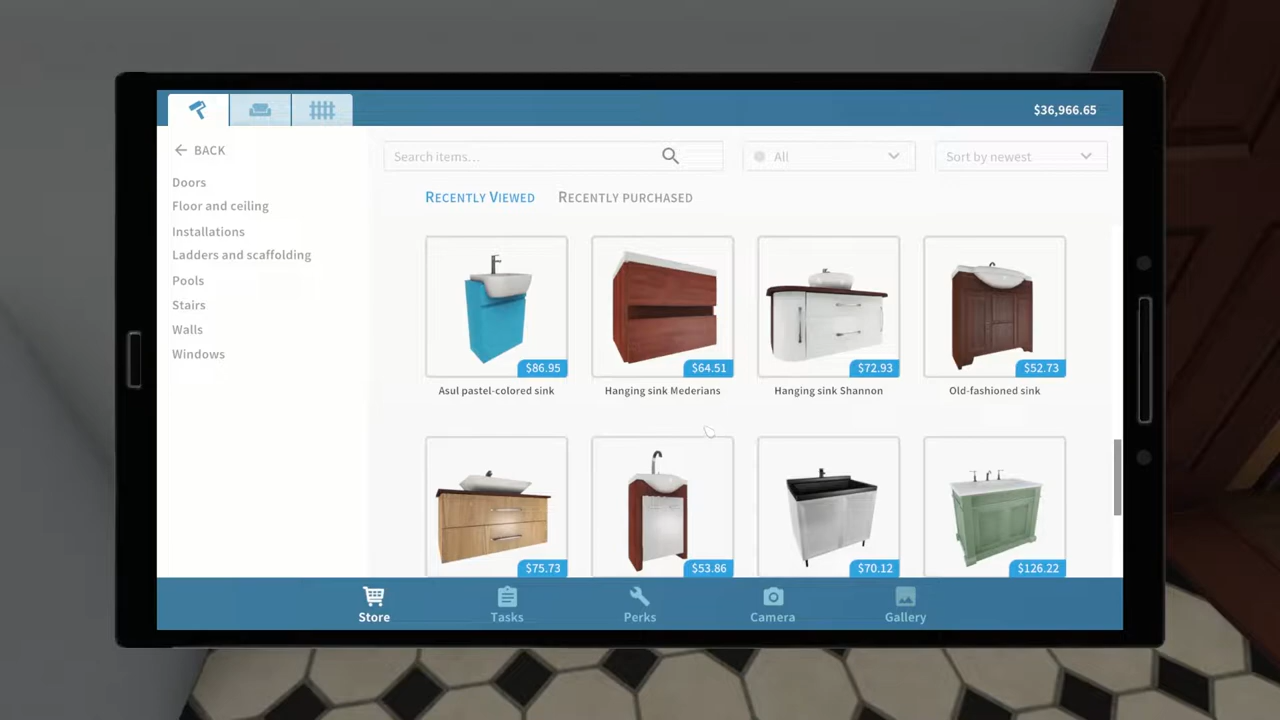 $36,966.65
BACK
Search items...
All
Sort by newest
Doors
Floor and ceiling
Installations
Ladders and scaffolding
Pools
Stairs
Walls
Windows
RECENTLY VIEWED
RECENTLY PURCHASED
$86.95
$64.51
$72.93
$52.73
Asul pastel-colored sink
Hanging sink Mederians
Hanging sink Shannon
Old-fashioned sink
$75.73
$53.86
$70.12
$126.22
Store
Tasks
Perks
Camera
Gallery